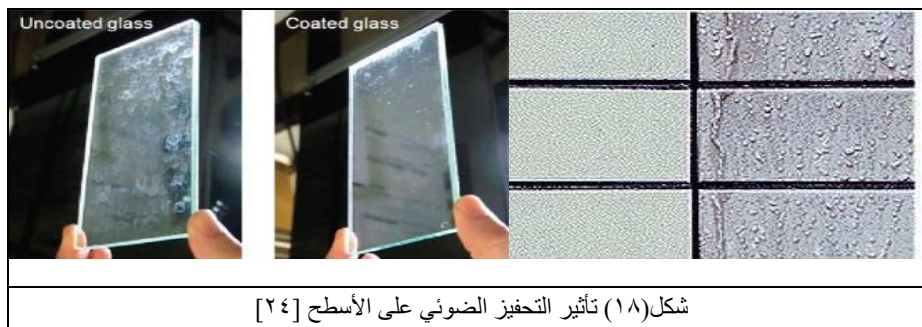 Uncoated glass
Coated glass
شكل(١٨) تأثير التحفيز الضوئي على الأسطح [٢٤]